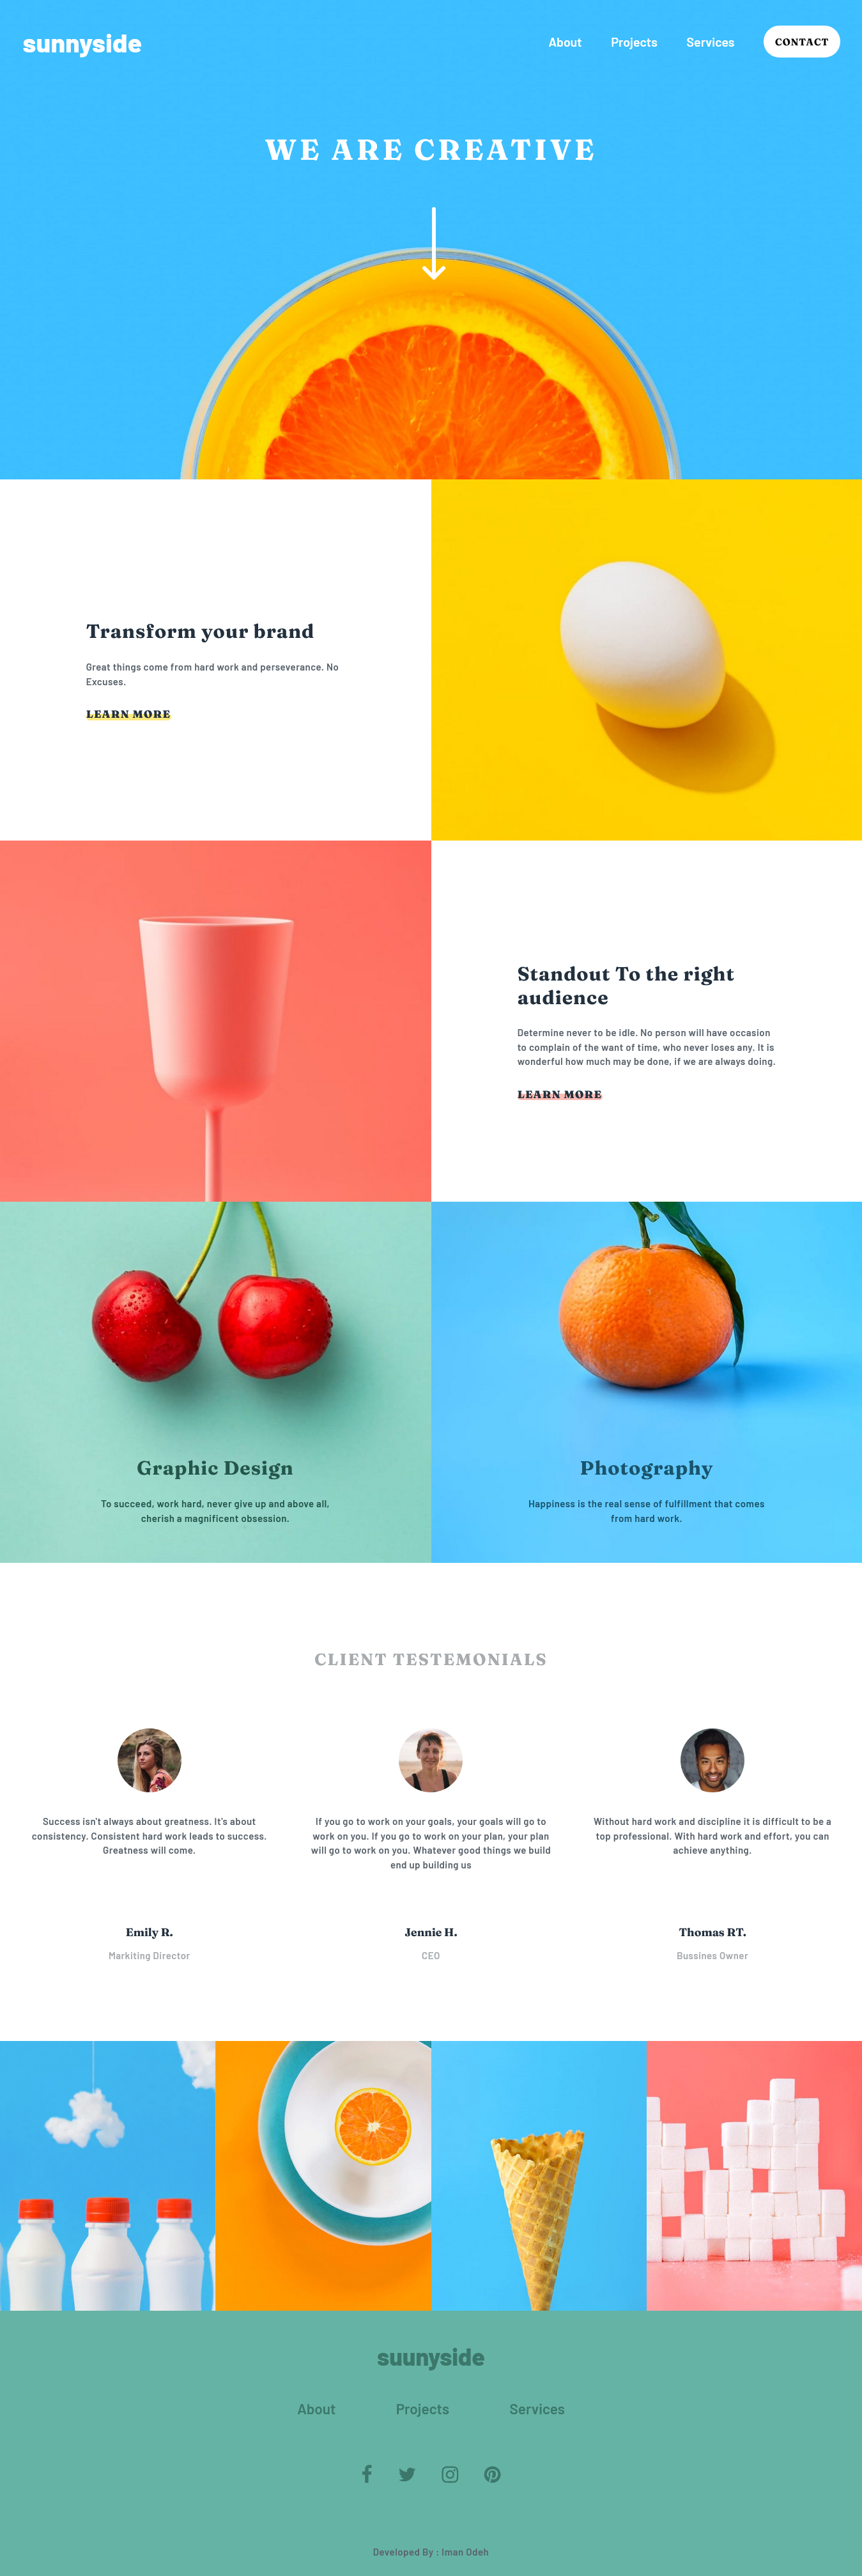 sunnyside
About Projects Services CONTACT
WE ARE CREATIVE
Transform your brand
Great things come from hard work and perseverance. No
Excuses.
LEARN MORE
Standout To the right
audience
Determine never to be idle. No person will have occasion
to complain of the want of time, who never loses any. It is
wonderful how much may be done, if we are always doing.
LEARN MORE
Graphic Design
To succeed, work hard, never give up and above all,
cherish a magnificent obsession.
Photography
Happiness is the real sense of fulfillment that comes
from hard work.
CLIENT TESTEMONIALS
Success isn't always about greatness. It's about
consistency. Consistent hard work leads to success.
Greatness will come.
Emily R.
Markiting Director
If you go to work on your goals, your goals will go to
work on you. If you go to work on your plan, your plan
will go to work on you. Whatever good things we build
end up building us
Jennie H.
CEO
Without hard work and discipline it is difficult to be a
top professional. With hard work and effort, you can
achieve anything.
Thomas RT.
Bussines Owner
suunyside
About Projects Services
Developed By : Iman Odeh